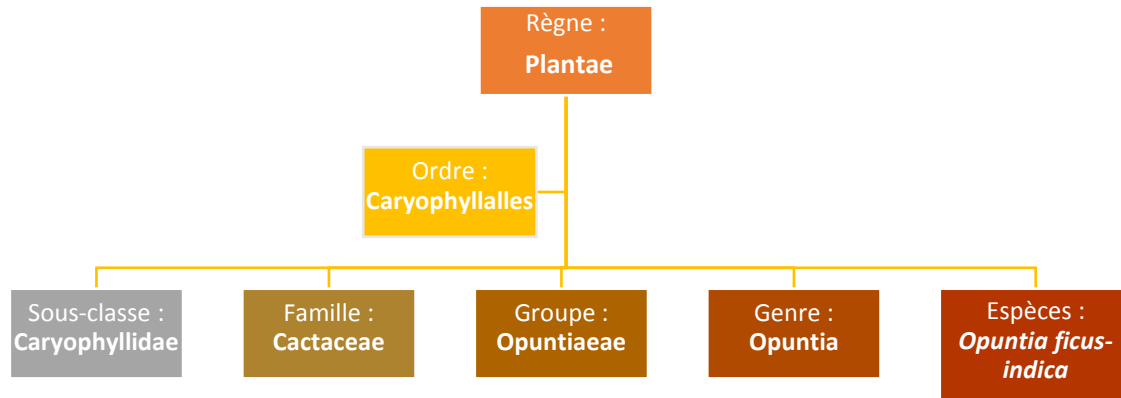 Règne :
Plantae
Ordre :
Caryophyllalles
Sous-classe :
Caryophyllidae
Famille :
Cactaceae
Groupe :
Opuntiaeae
Genre :
Opuntia
Espèces :
Opuntia ficus-
indica